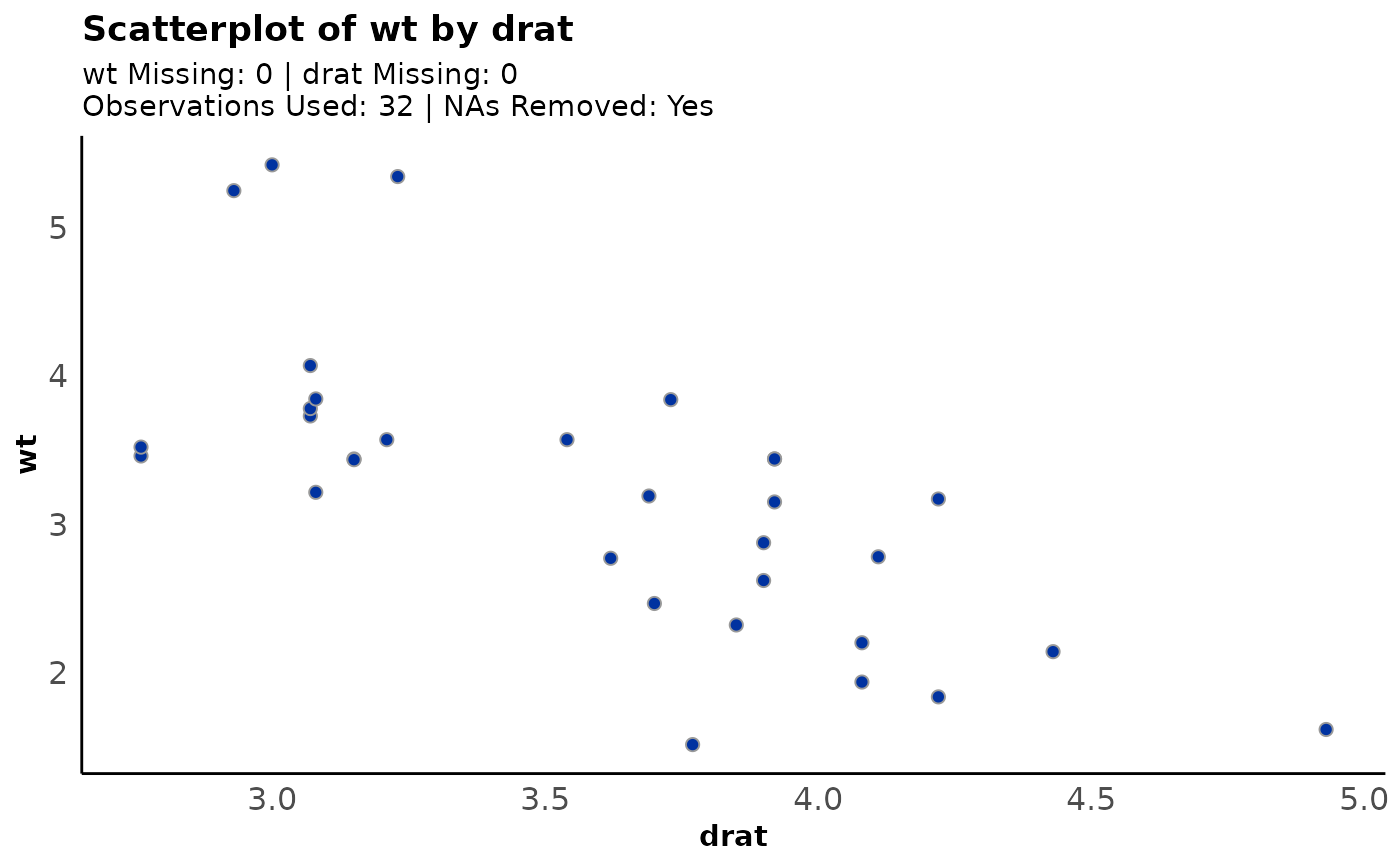 Scatterplot of wt by drat
wt Missing: 0 | drat Missing: 0
Observations Used: 32 | NAs Removed: Yes
5
4
wt
3
2
3.0 3.5 4.0 4.5 5.0
drat